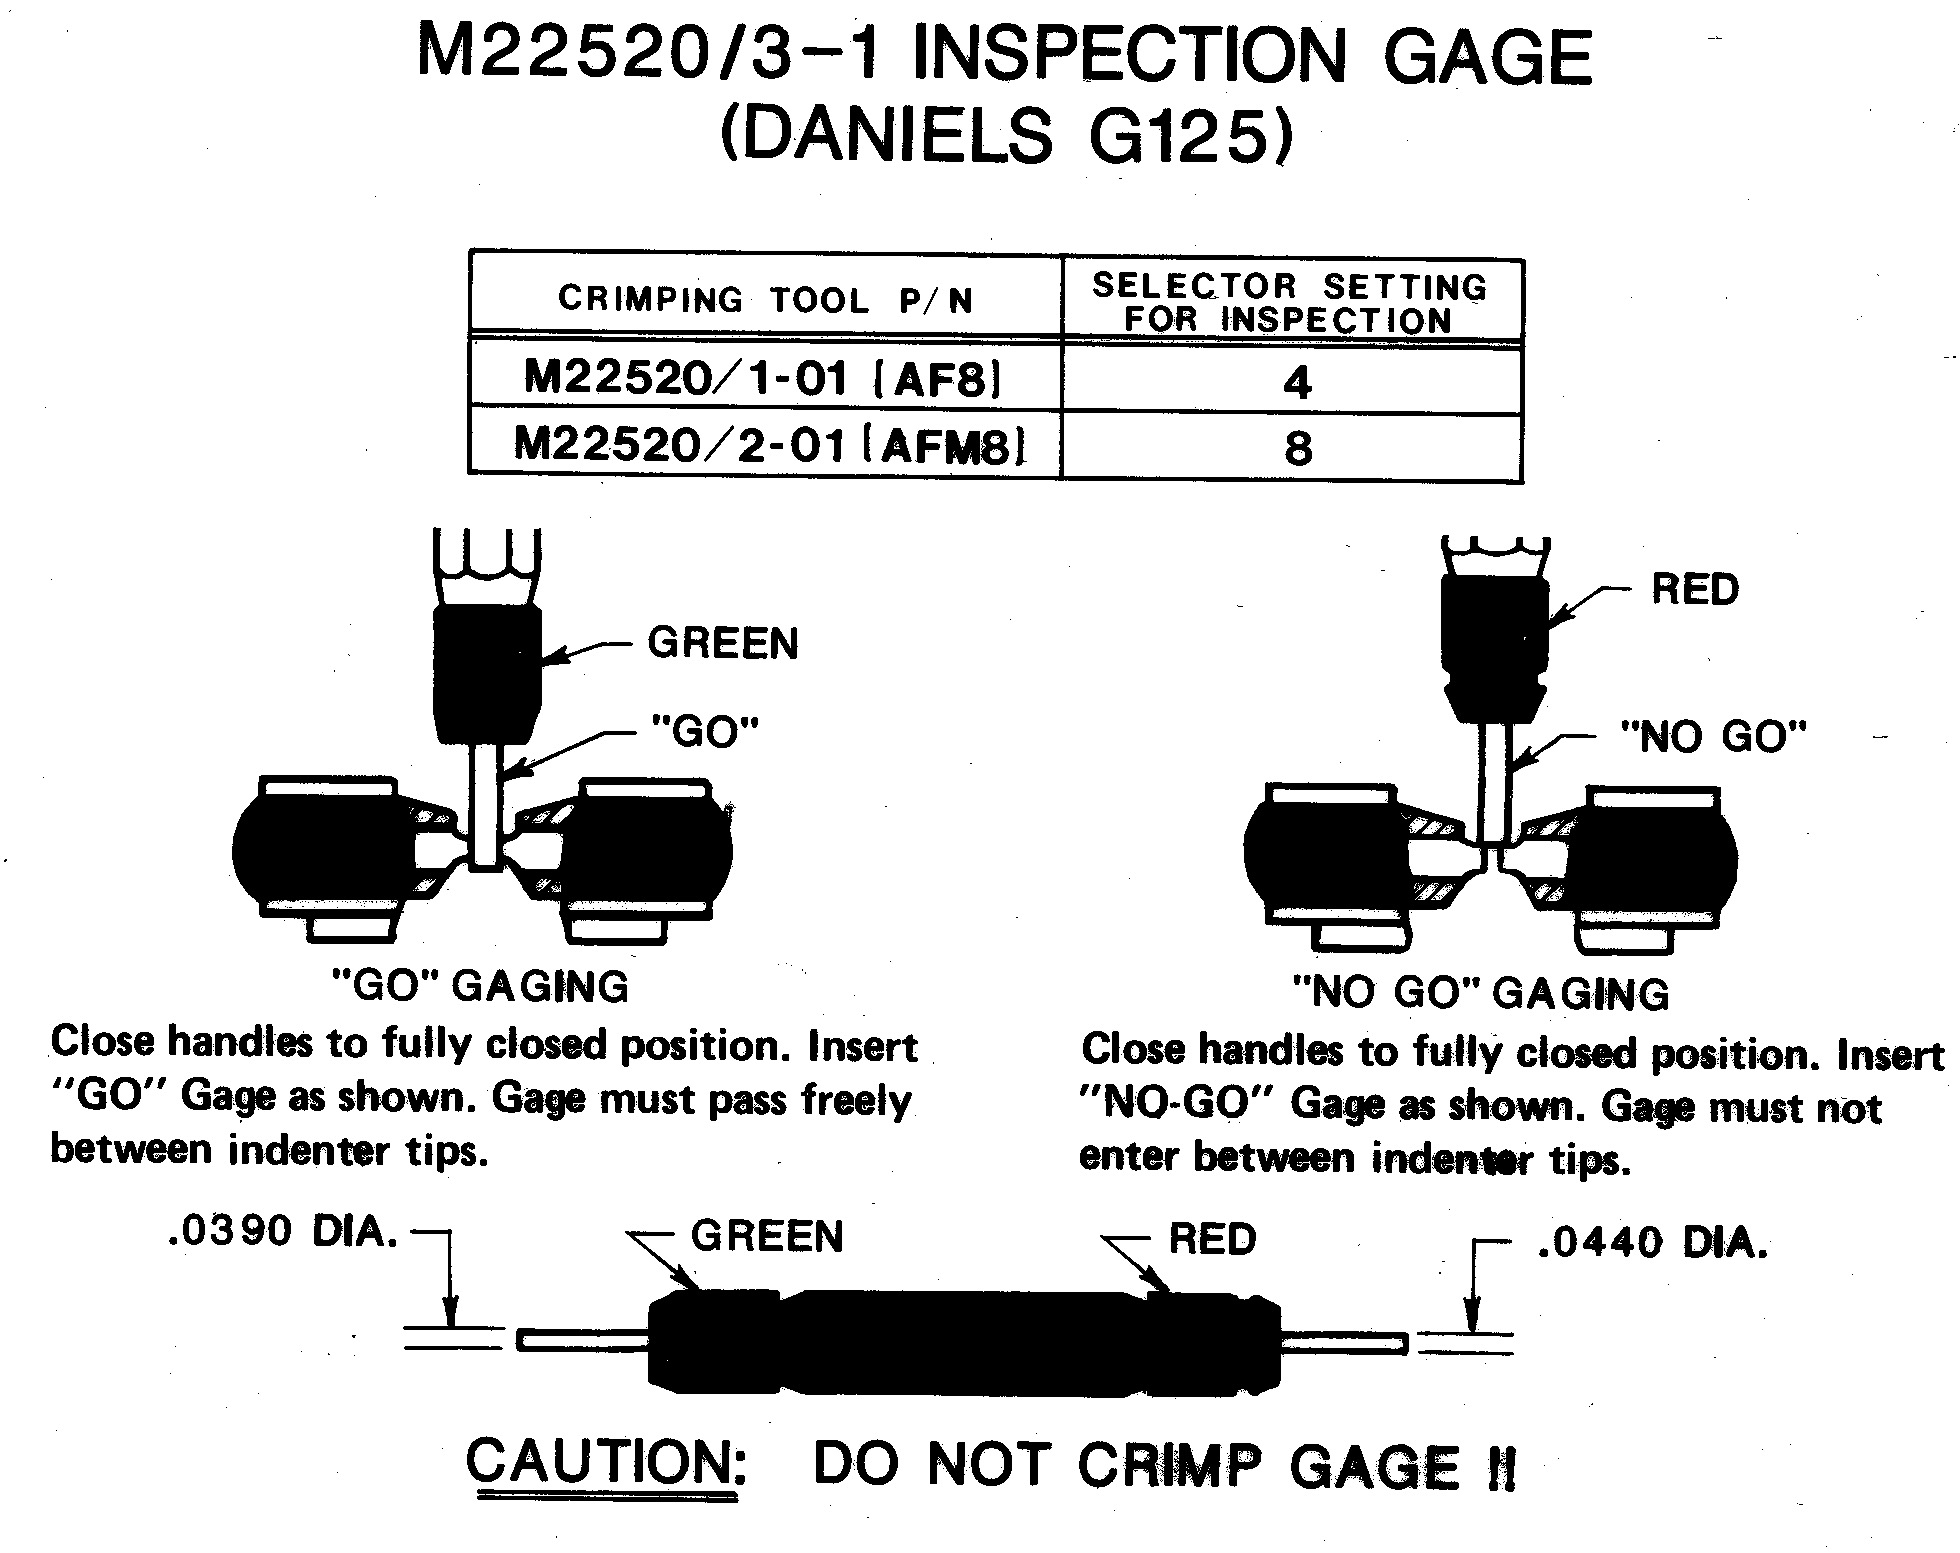 M22520/3-1 INSPECTION GAGE
(DANIELS G125)
CRIMPING TOOL P/N
SELECTOR SETTING
FOR INSPECTION
M22520/1-01 (AF8)
4
M22520/2-01 (AFM8)
8
GREEN
"GO"
RED
"NO GO"
"GO" GAGING
Close handles to fully closed position. Insert
"GO" Gage as shown. Gage must pass freely
between indenter tips.
"NO GO" GAGING
Close handles to fully closed position. Insert
"NO-GO" Gage as shown. Gage must not
enter between indenter tips.
.0390 DIA.
GREEN
RED
.0440 DIA.
CAUTION: DO NOT CRIMP GAGE !!